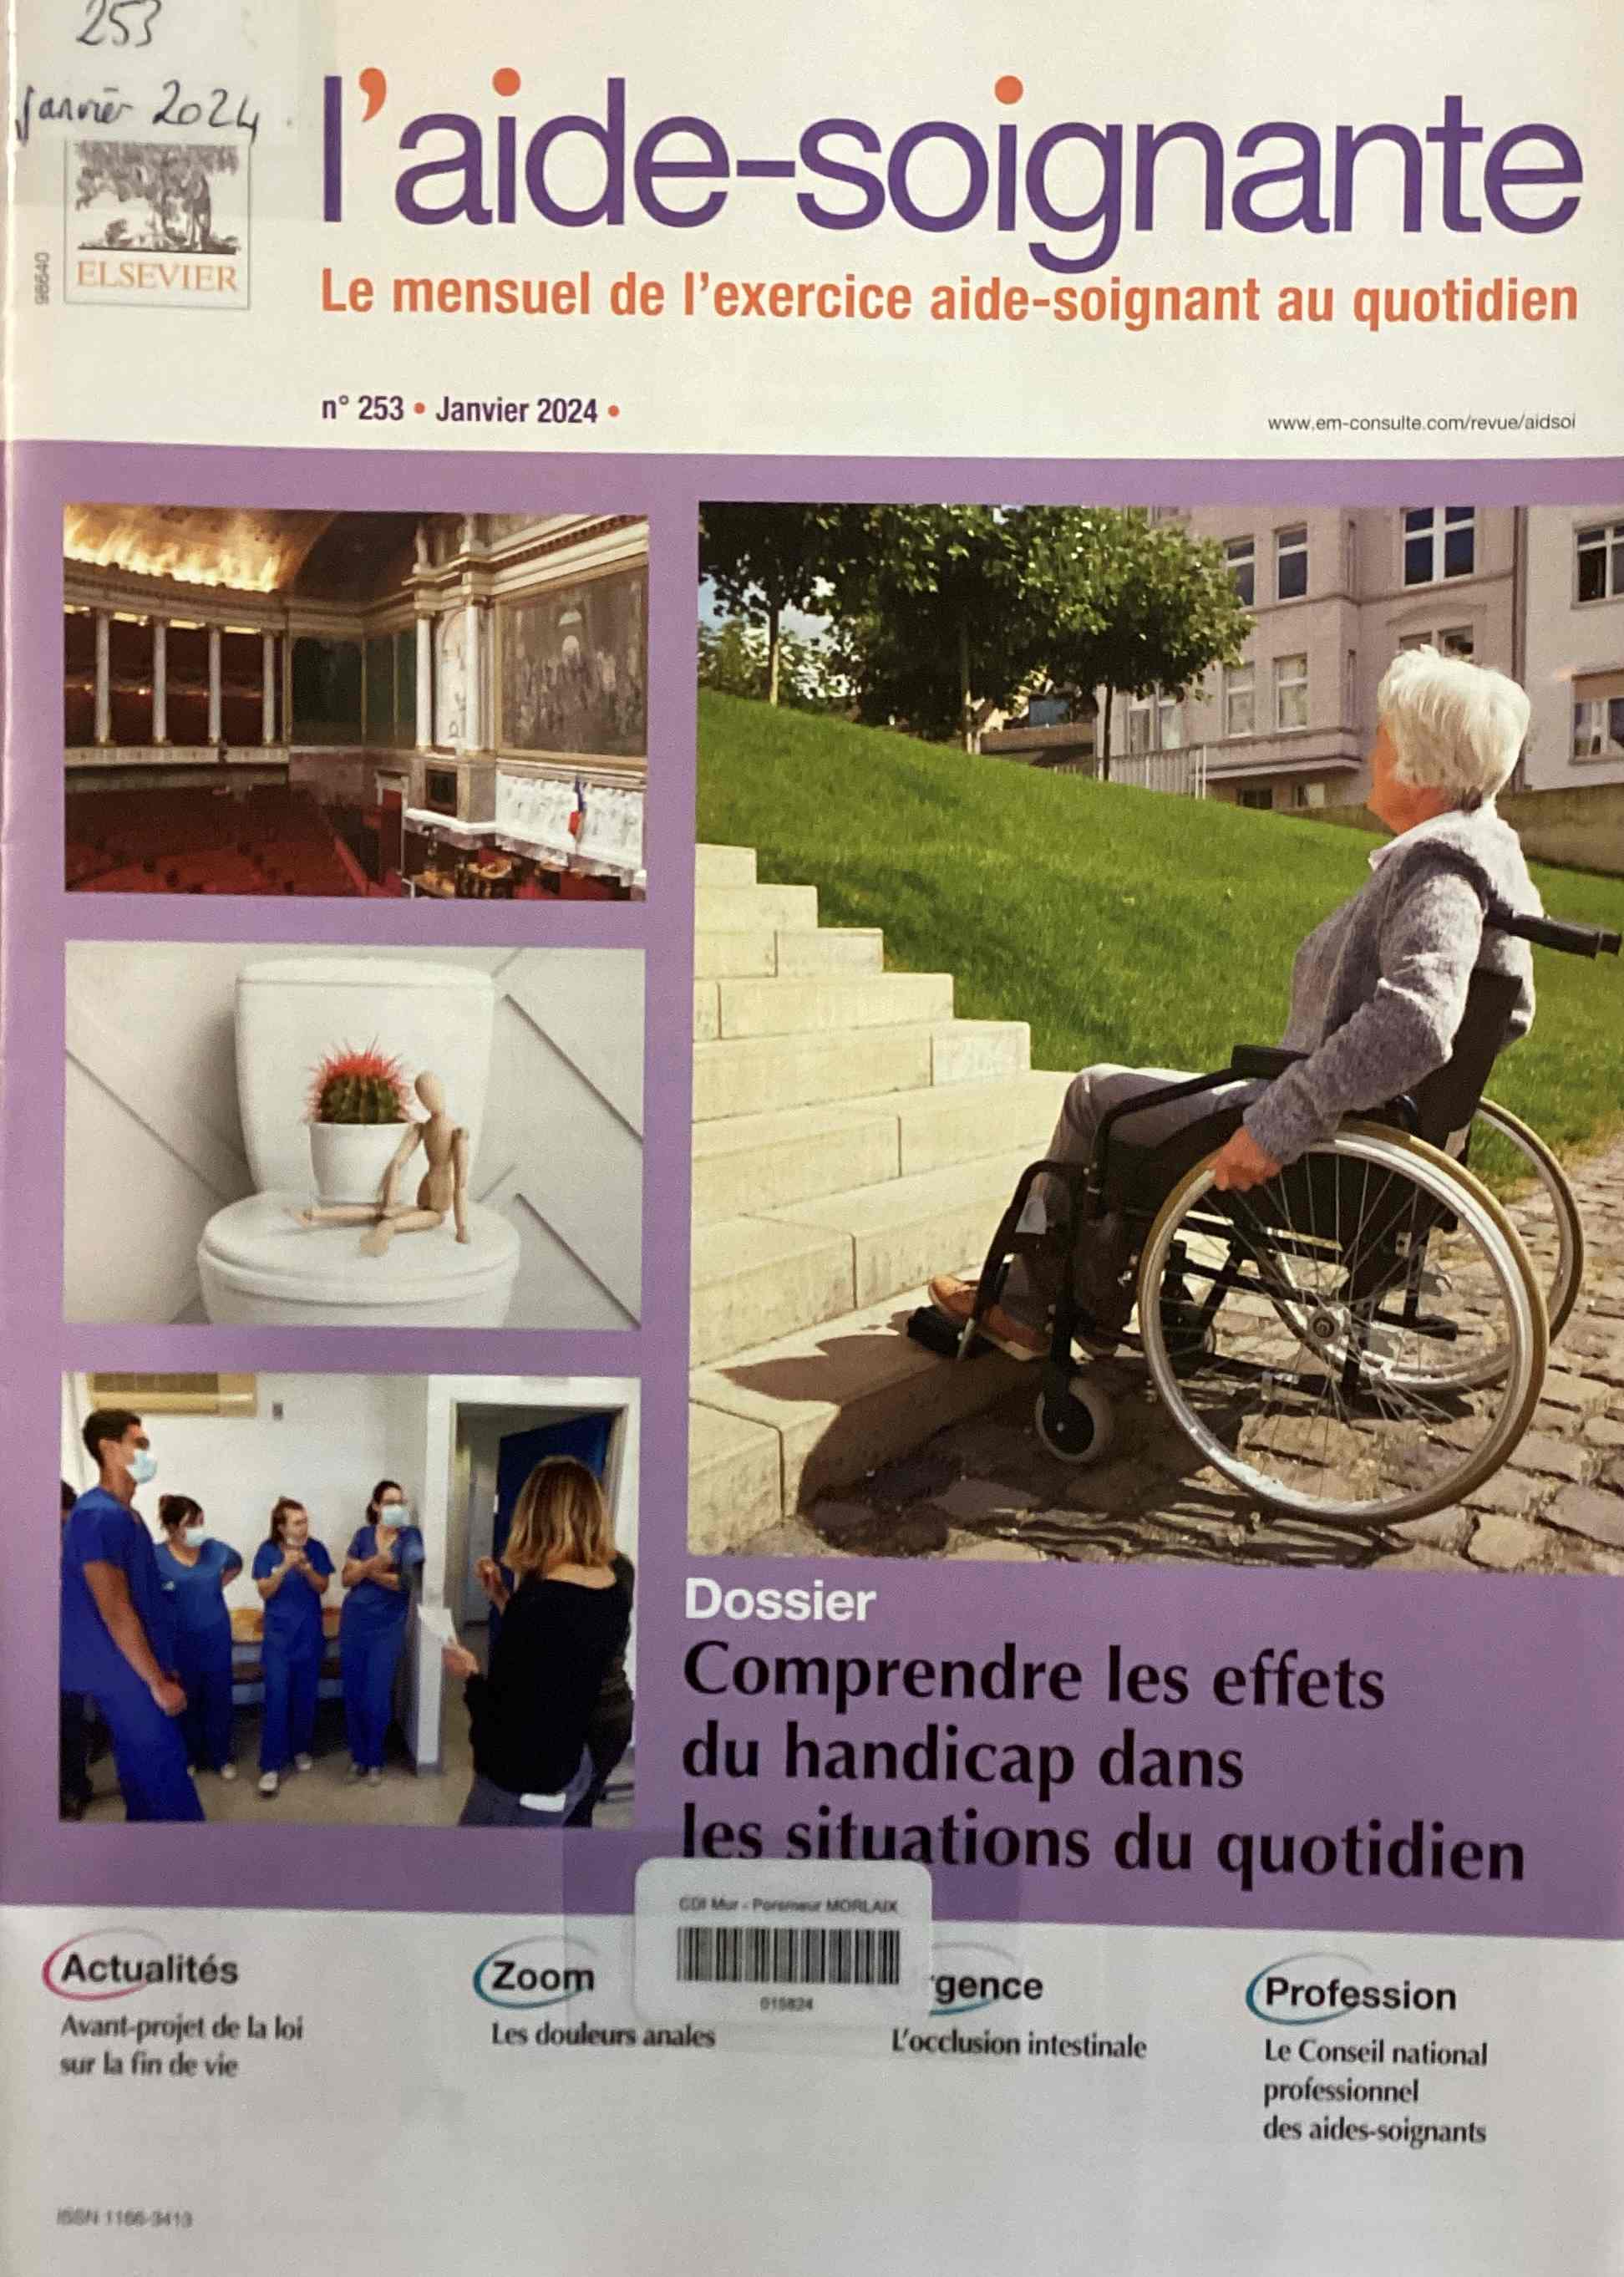 253
Janvier 2024
l'aide-soignante
ELSEVIER
98640
Le mensuel de l'exercice aide-soignant au quotidien
n° 253 • Janvier 2024 •
www.em-consulte.com/revue/aidsoi
Dossier
Comprendre les effets
du handicap dans
les situations du quotidien
CDI Mur - Porsmeur MORLAIX
015824
Actualités
Avant-projet de la loi
sur la fin de vie
Zoom
Les douleurs anales
gence
L'occlusion intestinale
Profession
Le Conseil national
professionnel
des aides-soignants
ISSN 1166-3413